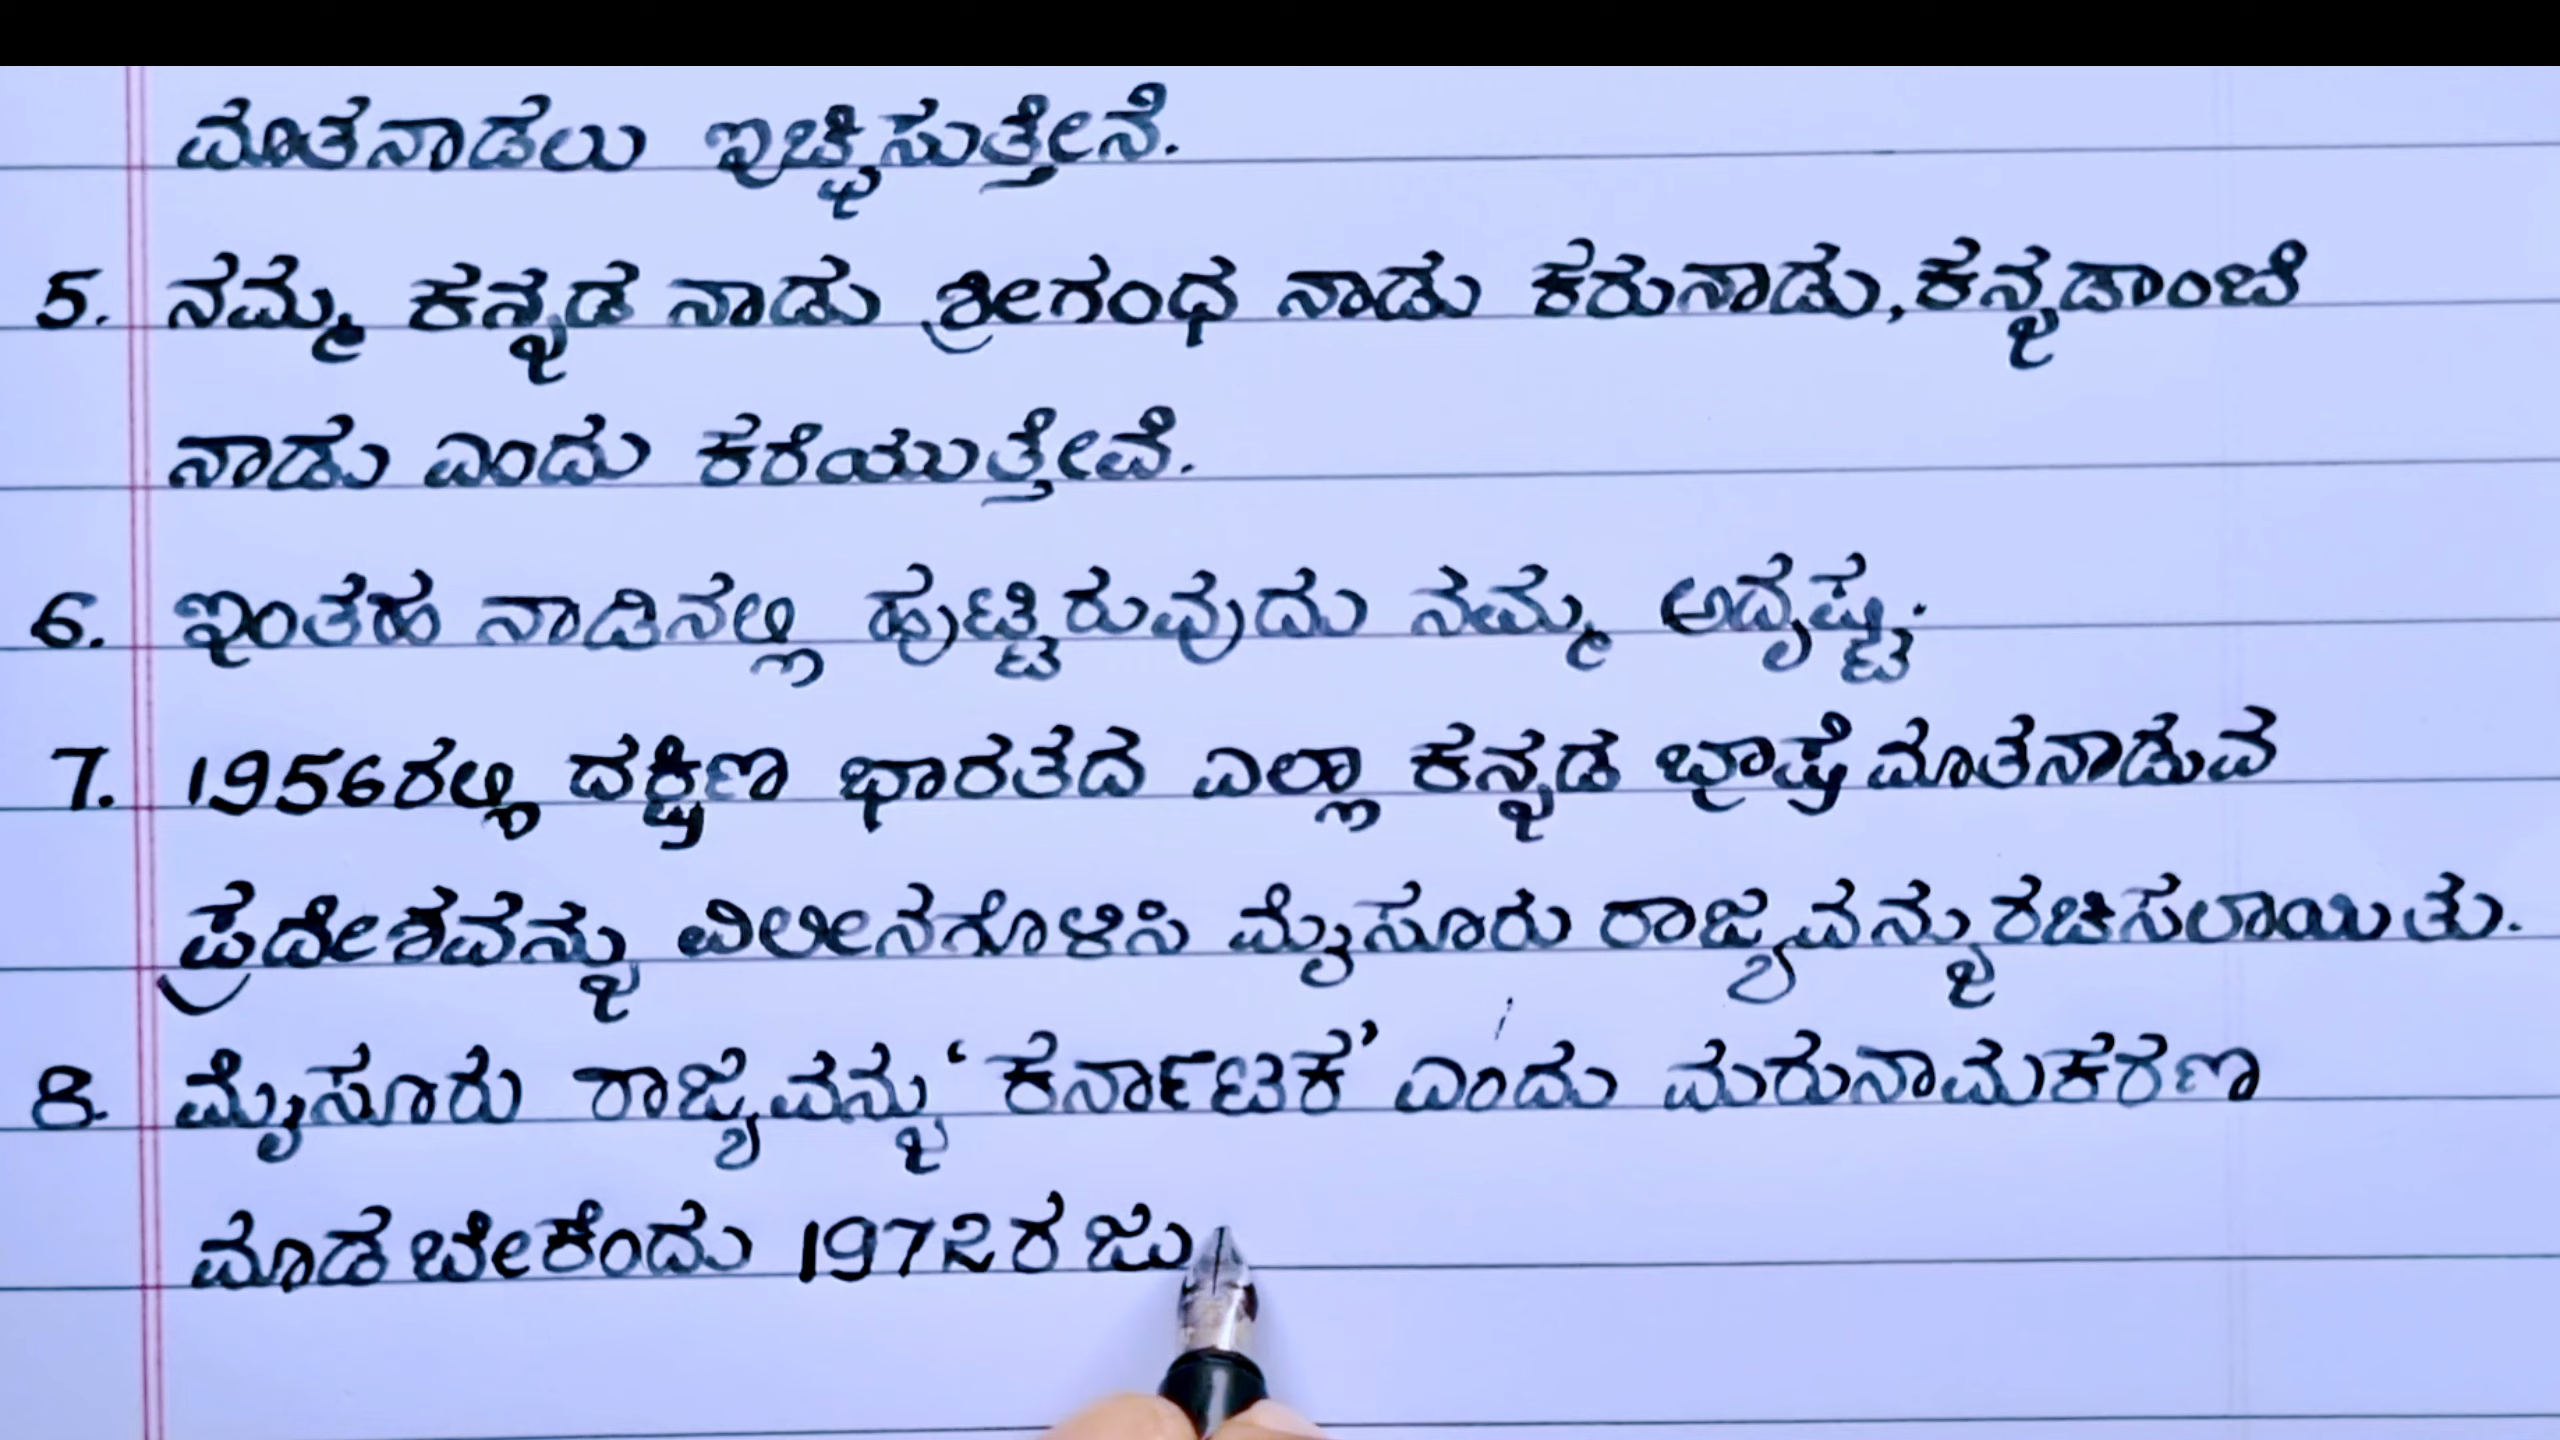 ಮಾತನಾಡಲು ಇಚ್ಛಿಸುತ್ತೇನೆ.
5. ನಮ್ಮ ಕನ್ನಡ ನಾಡು ಶ್ರೀಗಂಧ ನಾಡು ಕರುನಾಡು, ಕನ್ನಡಾಂಬೆ
ನಾಡು ಎಂದು ಕರೆಯುತ್ತೇವೆ.
6. ಇಂತಹ ನಾಡಿನಲ್ಲಿ ಹುಟ್ಟಿರುವುದು ನಮ್ಮ ಅದೃಷ್ಟ.
7. 1956ರಲ್ಲಿ ದಕ್ಷಿಣ ಭಾರತದ ಎಲ್ಲಾ ಕನ್ನಡ ಭಾಷೆ ಮಾತನಾಡುವ
ಪ್ರದೇಶವನ್ನು ವಿಲೀನಗೊಳಿಸಿ ಮೈಸೂರು ರಾಜ್ಯವನ್ನು ರಚಿಸಲಾಯಿತು.
8. ಮೈಸೂರು ರಾಜ್ಯವನ್ನು ‘ಕರ್ನಾಟಕ’ ಎಂದು ಮರುನಾಮಕರಣ
ಮಾಡಬೇಕೆಂದು 1972ರ ಜು